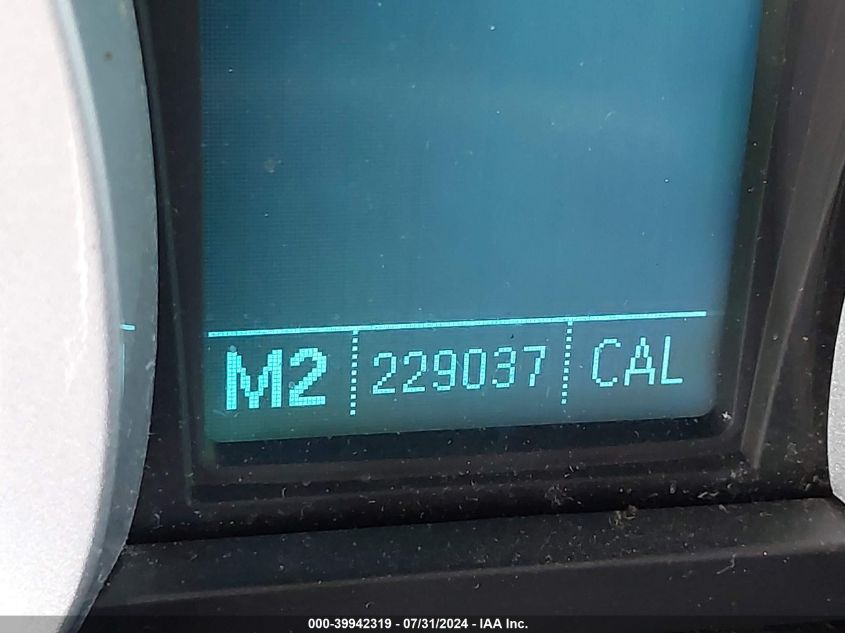 M2 229037 CAL
000-39942319 / 07/31/2024 - IAA Inc.